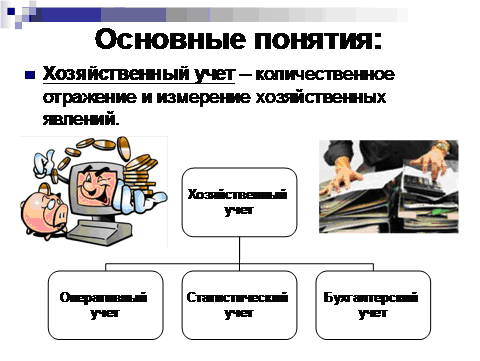 Основные понятия:
Хозяйственный учет – количественное
отражение и измерение хозяйственных
явлений.
Хозяйственный
учет
Оперативный
учет
Статистический
учет
Бухгалтерский
учет